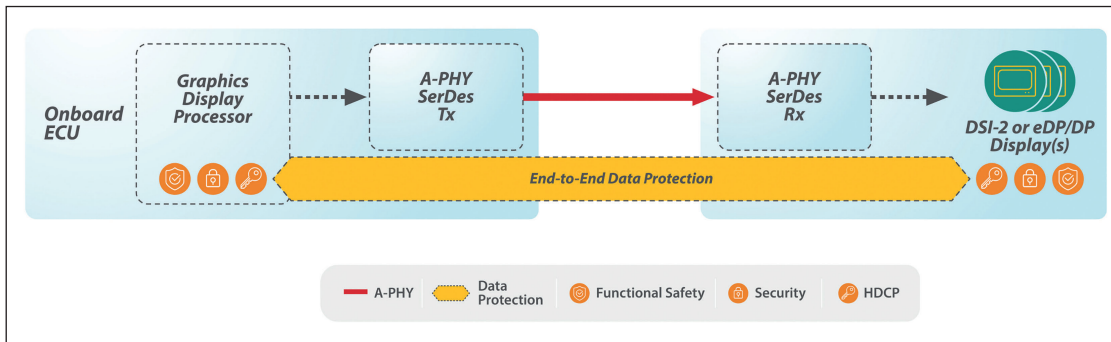 Onboard
ECU
Graphics
Display
Processor
A-PHY
SerDes
Tx
A-PHY
SerDes
Rx
DSI-2 or eDP/DP
Display(s)
End-to-End Data Protection
A-PHY
Data
Protection
Functional Safety
Security
HDCP